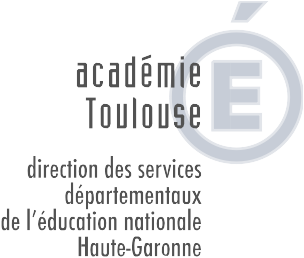 académie
Toulouse
É
direction des services
départementaux
de l'éducation nationale
Haute-Garonne